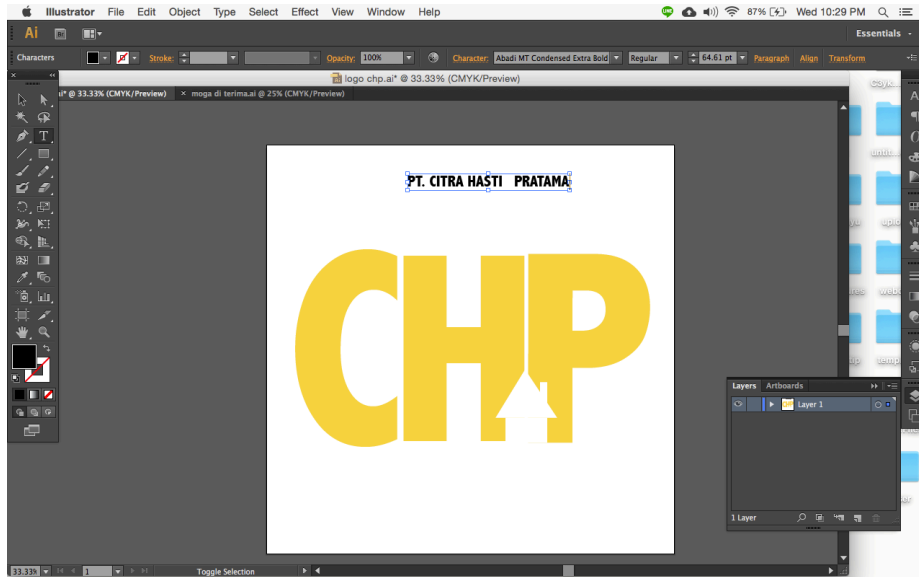 Illustrator File Edit Object Type Select Effect View Window Help 87% Wed 10:29 PM
Ai Br Essentials
Characters Stroke: Opacity: 100% Character: Abadi MT Condensed Extra Bold Regular 64.61 pt Paragraph Align Transform
logo chp.ai* @ 33.33% (CMYK/Preview)
ai* @ 33.33% (CMYK/Preview) × moga di terima.ai @ 25% (CMYK/Preview)
PT. CITRA HASTI PRATAMA
CHP
Layers Artboards
Layer 1
1 Layer
33.33% 1 Toggle Selection